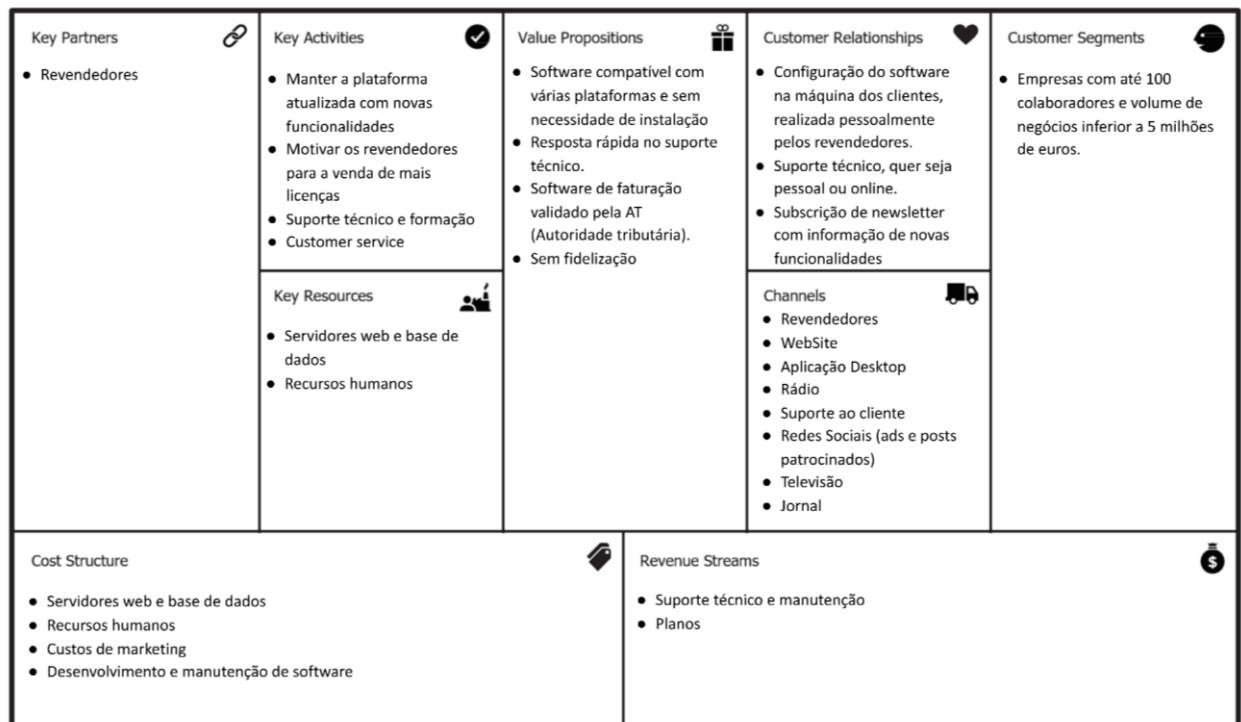 Key Partners
• Revendedores
Key Activities
• Manter a plataforma
atualizada com novas
funcionalidades
• Motivar os revendedores
para a venda de mais
licenças
• Suporte técnico e formação
• Customer service
Key Resources
• Servidores web e base de
dados
• Recursos humanos
Value Propositions
• Software compatível com
várias plataformas e sem
necessidade de instalação
• Resposta rápida no suporte
técnico.
• Software de faturação
validado pela AT
(Autoridade tributária).
• Sem fidelização
Customer Relationships
• Configuração do software
na máquina dos clientes,
realizada pessoalmente
pelos revendedores.
• Suporte técnico, quer seja
pessoal ou online.
• Subscrição de newsletter
com informação de novas
funcionalidades
Channels
• Revendedores
• WebSite
• Aplicação Desktop
• Rádio
• Suporte ao cliente
• Redes Sociais (ads e posts
patrocinados)
• Televisão
• Jornal
Customer Segments
• Empresas com até 100
colaboradores e volume de
negócios inferior a 5 milhões
de euros.
Cost Structure
• Servidores web e base de dados
• Recursos humanos
• Custos de marketing
• Desenvolvimento e manutenção de software
Revenue Streams
$
• Suporte técnico e manutenção
• Planos